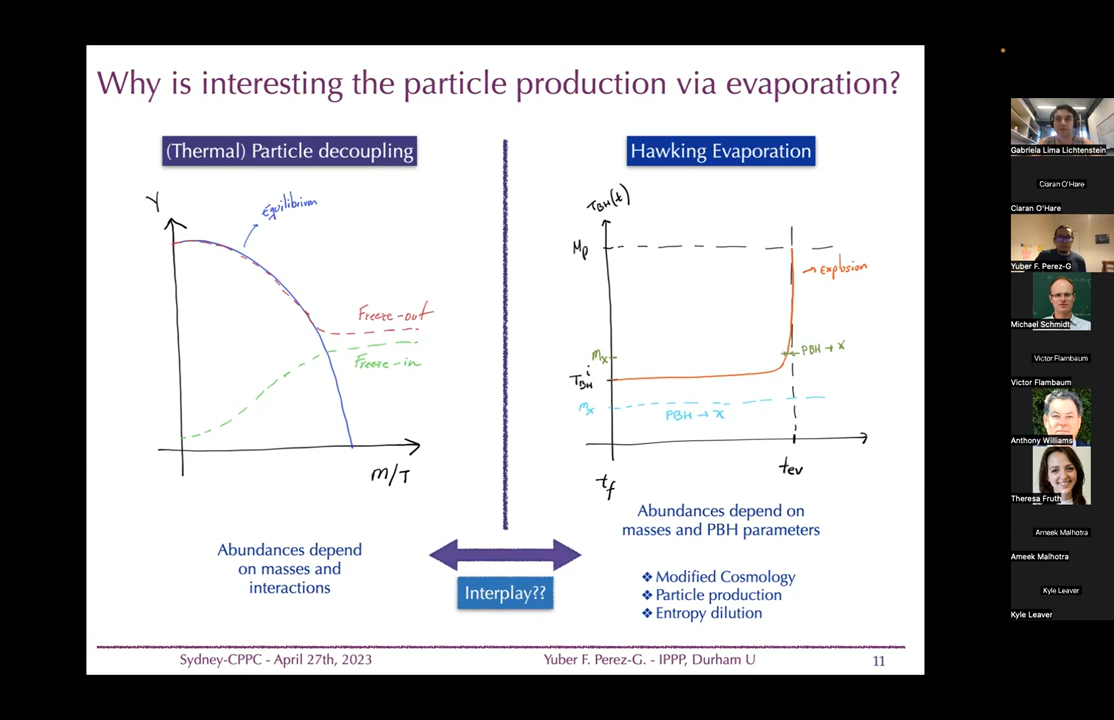 Why is interesting the particle production via evaporation?
(Thermal) Particle decoupling
Y
Equilibrium
Freeze-out
Freeze-in
m/T
Abundances depend
on masses and
interactions
Interplay??
Hawking Evaporation
T_BH(t)
M_p
→ Explosion
m_x
PBH → X
T_BH^i
m_x
PBH → X
t_f
t_ev
Abundances depend on
masses and PBH parameters
❖ Modified Cosmology
❖ Particle production
❖ Entropy dilution
Sydney-CPPC - April 27th, 2023
Yuber F. Perez-G. - IPPP, Durham U
11
Gabriela Lima Lichtenstein
Ciaran O'Hare
Ciaran O'Hare
Yuber F. Perez-G
Michael Schmidt
Victor Flambaum
Victor Flambaum
Anthony Williams
Theresa Fruth
Ameek Malhotra
Ameek Malhotra
Kyle Leaver
Kyle Leaver